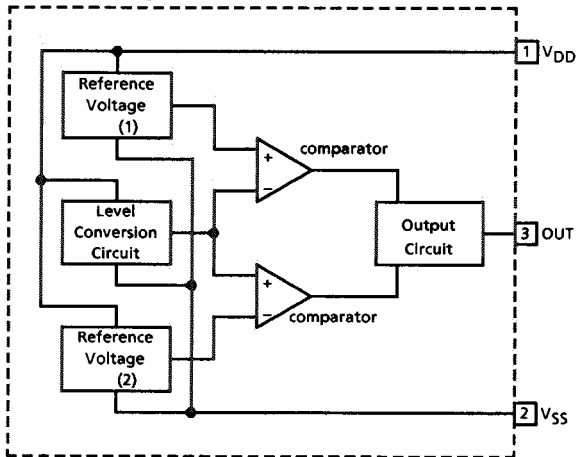 1 VDD
Reference
Voltage
(1)
comparator
+
−
Level
Conversion
Circuit
Output
Circuit
3 OUT
+
−
comparator
Reference
Voltage
(2)
2 VSS